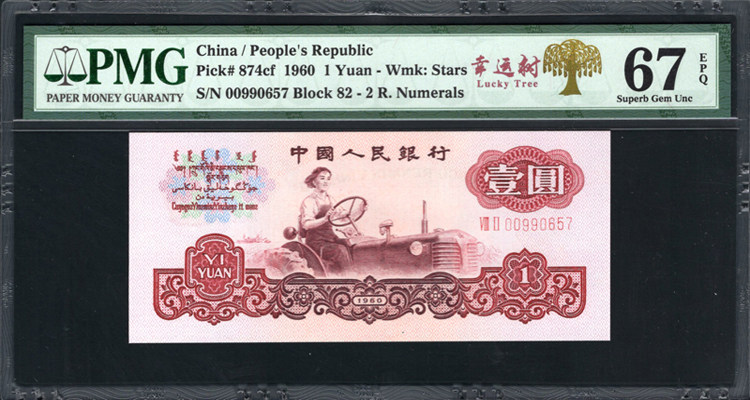 PMG
PAPER MONEY GUARANTY
China / People's Republic
Pick# 874cf 1960 1 Yuan - Wmk: Stars
S/N 00990657 Block 82 - 2 R. Numerals
幸运树
Lucky Tree
67
EPQ
Superb Gem Unc
中國人民銀行
壹圓
VIII II 00990657
YI
YUAN
1960
1